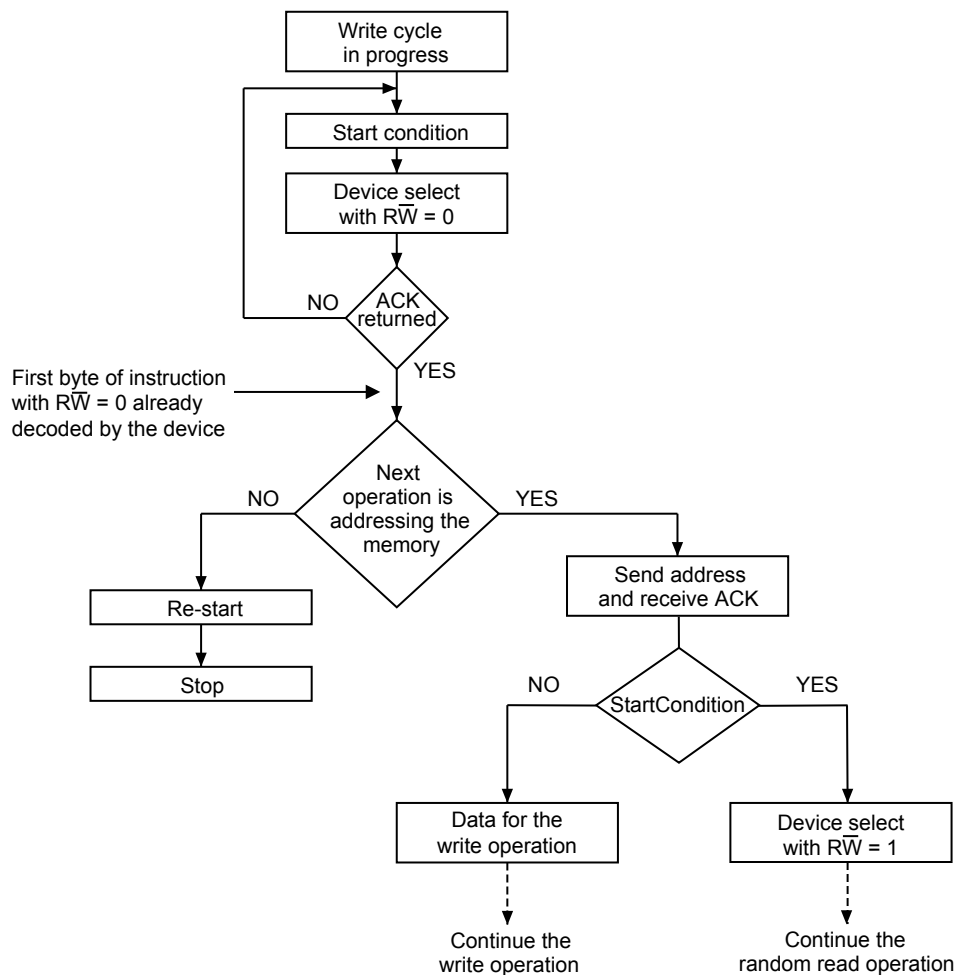 Write cycle
in progress
Start condition
Device select
with RW̅ = 0
NO
ACK
returned
YES
First byte of instruction
with RW̅ = 0 already
decoded by the device
NO
Next
operation is
addressing the
memory
YES
Send address
and receive ACK
Re-start
Stop
NO
StartCondition
YES
Data for the
write operation
Device select
with RW̅ = 1
Continue the
write operation
Continue the
random read operation